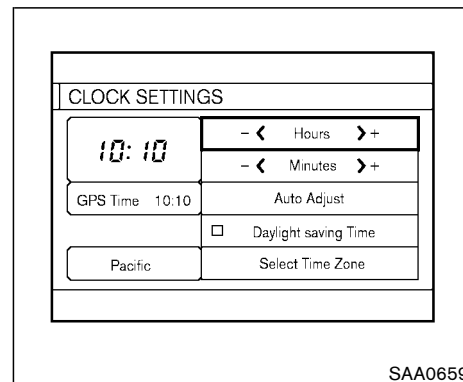 CLOCK SETTINGS
10:10
- < Hours > +
- < Minutes > +
GPS Time 10:10
Auto Adjust
Daylight saving Time
Pacific
Select Time Zone
SAA0659